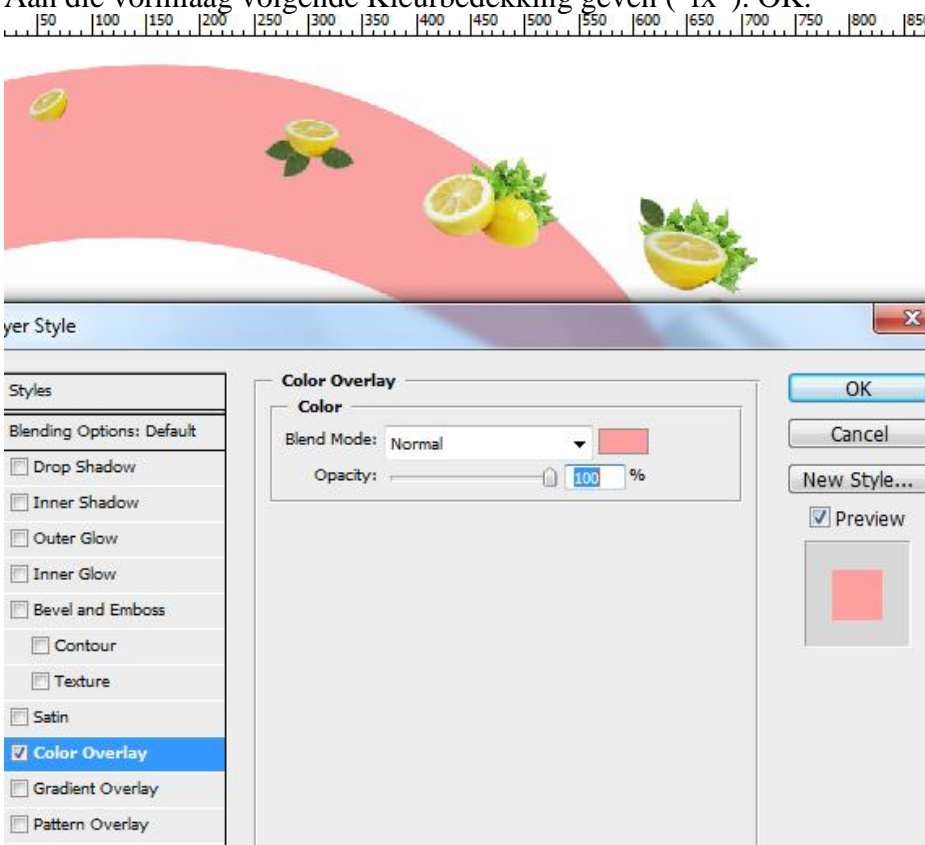 Aan die vormlaag volgende Kleurbedekking geven ("fx"). OK.
50 100 150 200 250 300 350 400 450 500 550 600 650 700 750 800 850
yer Style
X
Styles
Blending Options: Default
Drop Shadow
Inner Shadow
Outer Glow
Inner Glow
Bevel and Emboss
Contour
Texture
Satin
Color Overlay
Gradient Overlay
Pattern Overlay
Color Overlay
Color
Blend Mode: Normal
Opacity: 100 %
OK
Cancel
New Style...
Preview